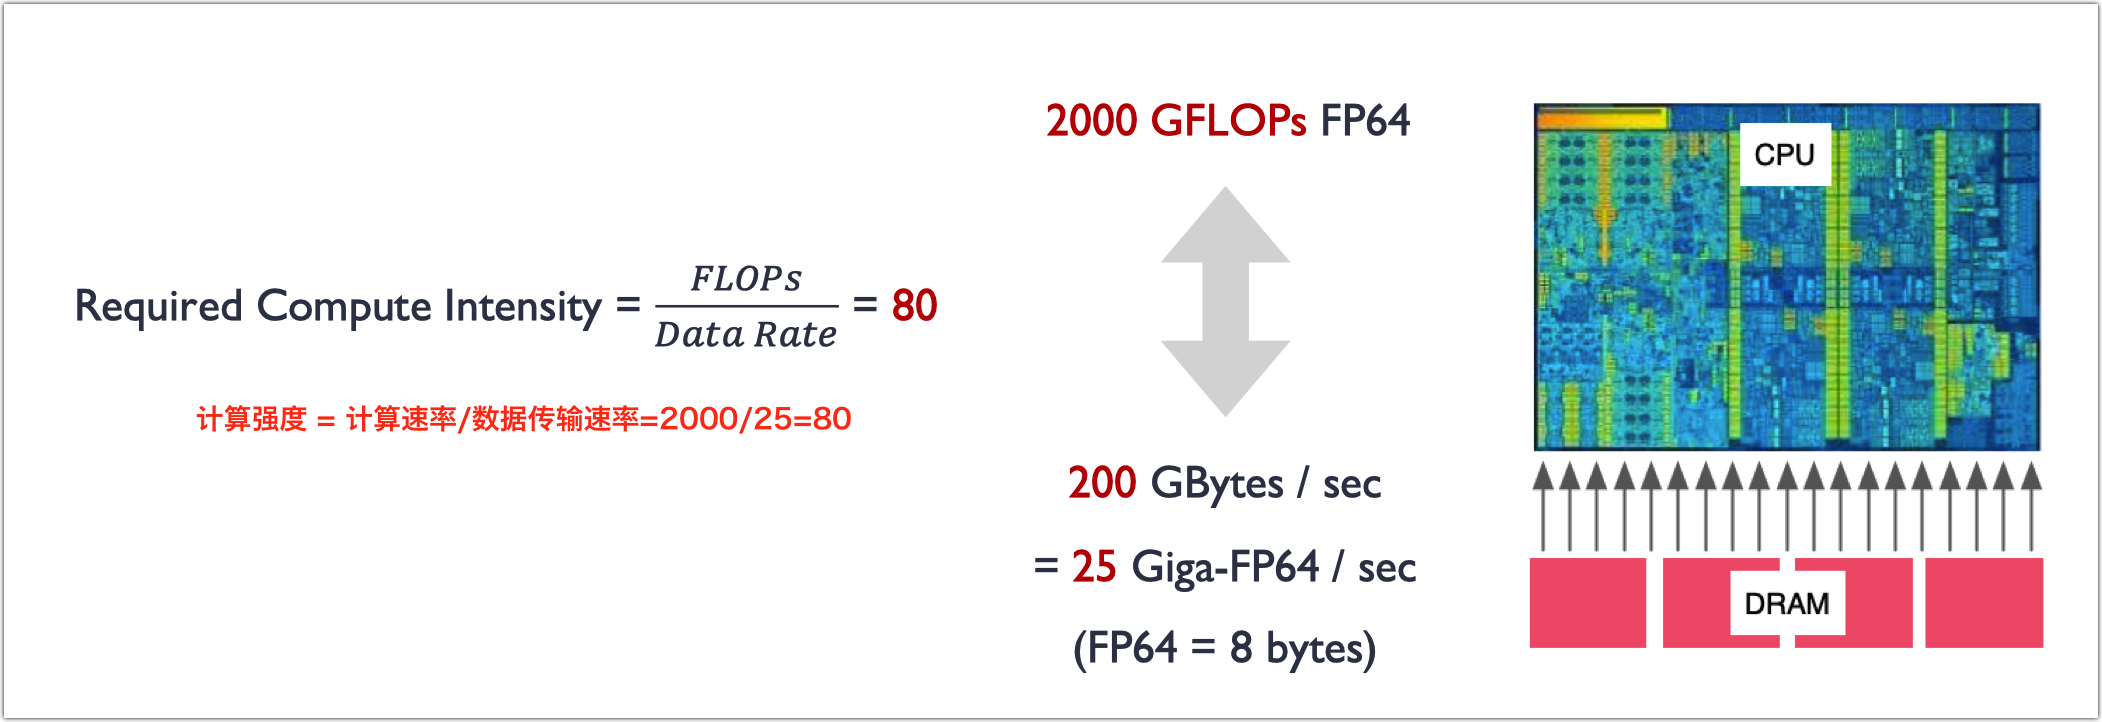 Required Compute Intensity = FLOPs / Data Rate = 80
计算强度 = 计算速率/数据传输速率=2000/25=80
2000 GFLOPs FP64
200 GBytes / sec
= 25 Giga-FP64 / sec
(FP64 = 8 bytes)
CPU
DRAM